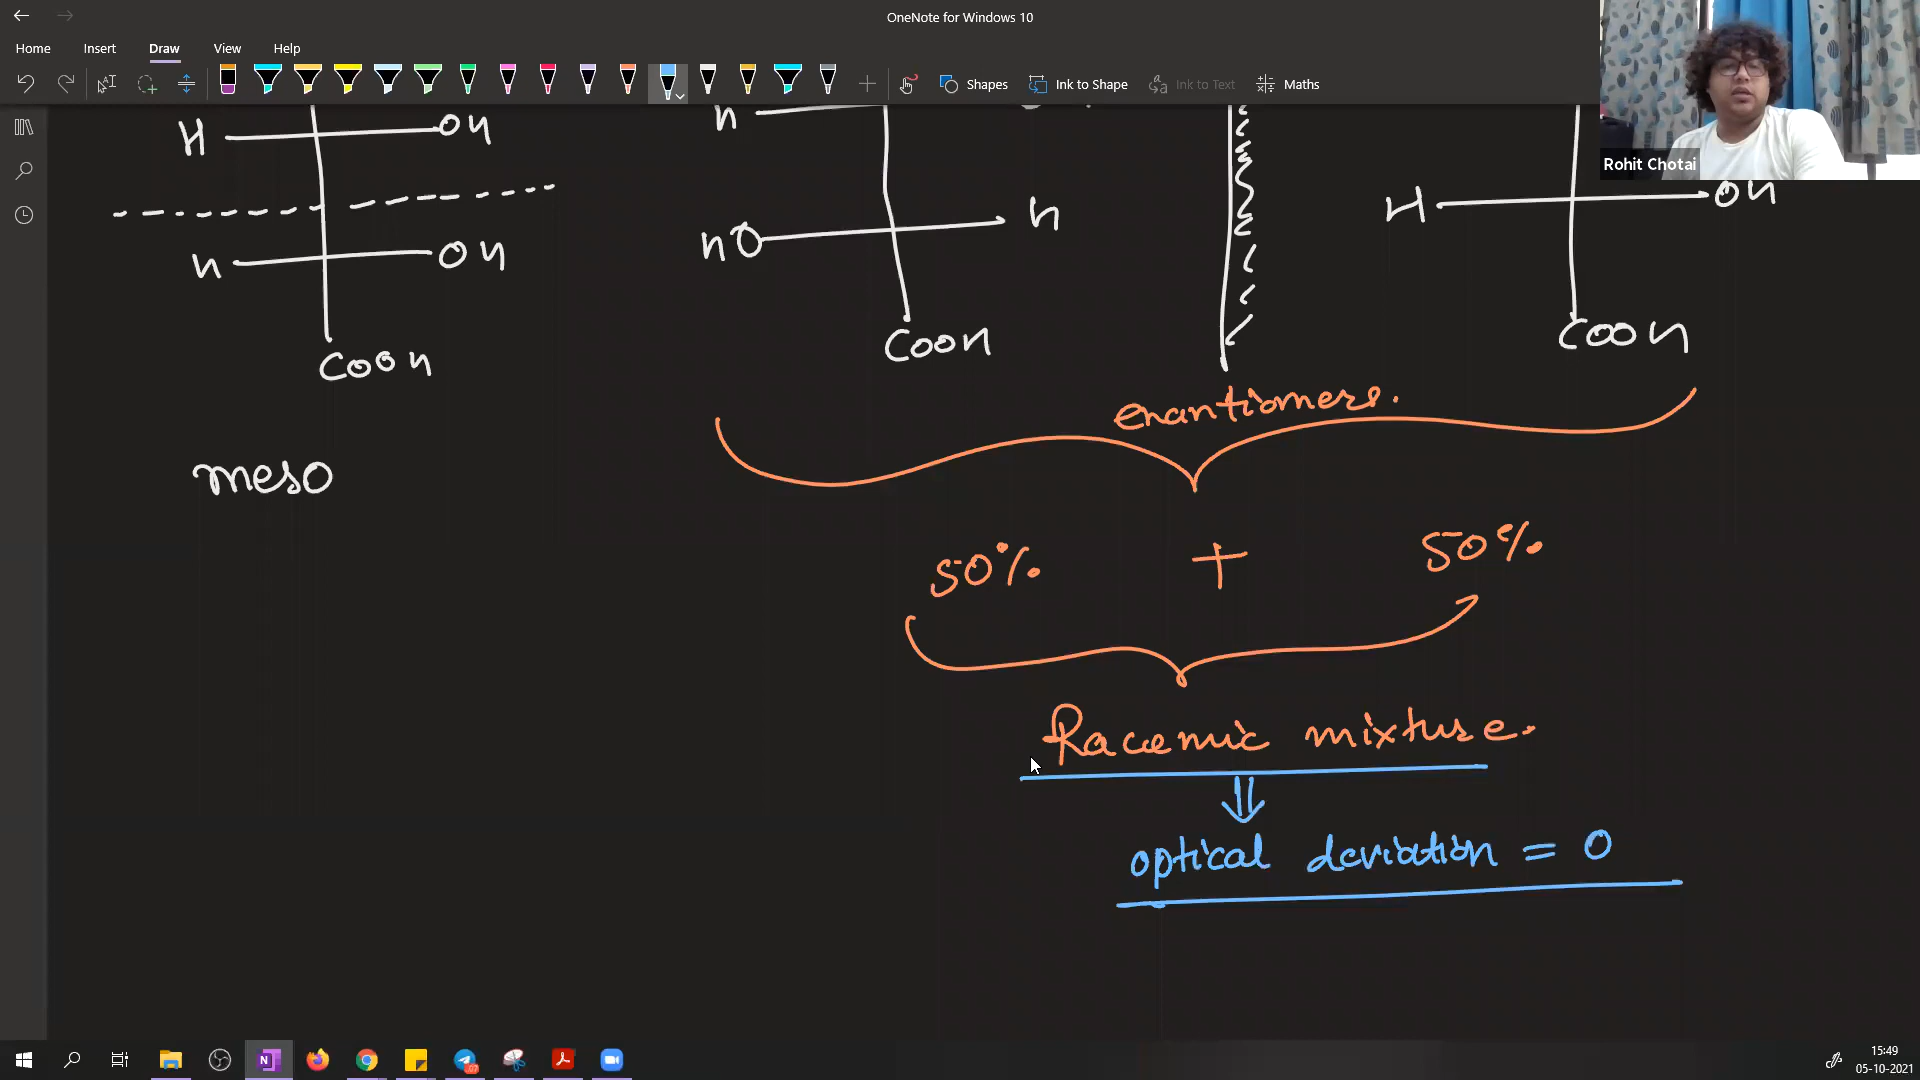 OneNote for Windows 10
Home Insert Draw View Help
Shapes Ink to Shape Ink to Text Maths
Rohit Chotai
H OH
H
HO H
H OH
H OH
COOH
COOH
COOH
enantiomers.
meso
50% + 50%
Racemic mixture.
optical deviation = 0
15:49
05-10-2021